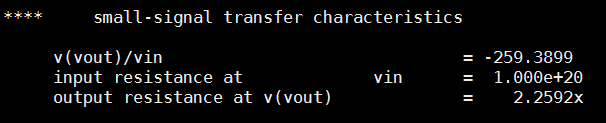 **** small-signal transfer characteristics
v(vout)/vin = -259.3899
input resistance at vin = 1.000e+20
output resistance at v(vout) = 2.2592x